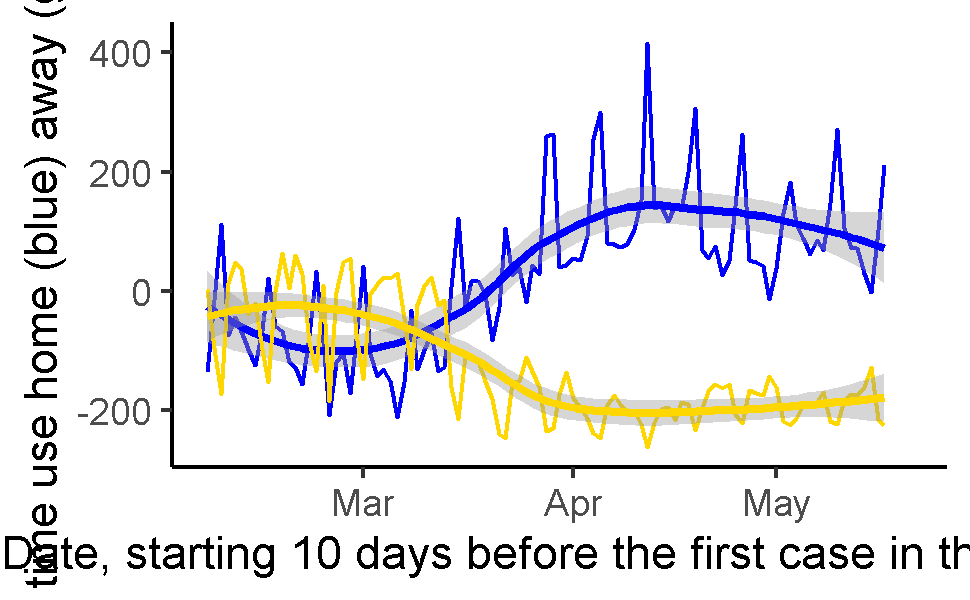 time use home (blue) away (
400
200
0
-200
Mar
Apr
May
Date, starting 10 days before the first case in th